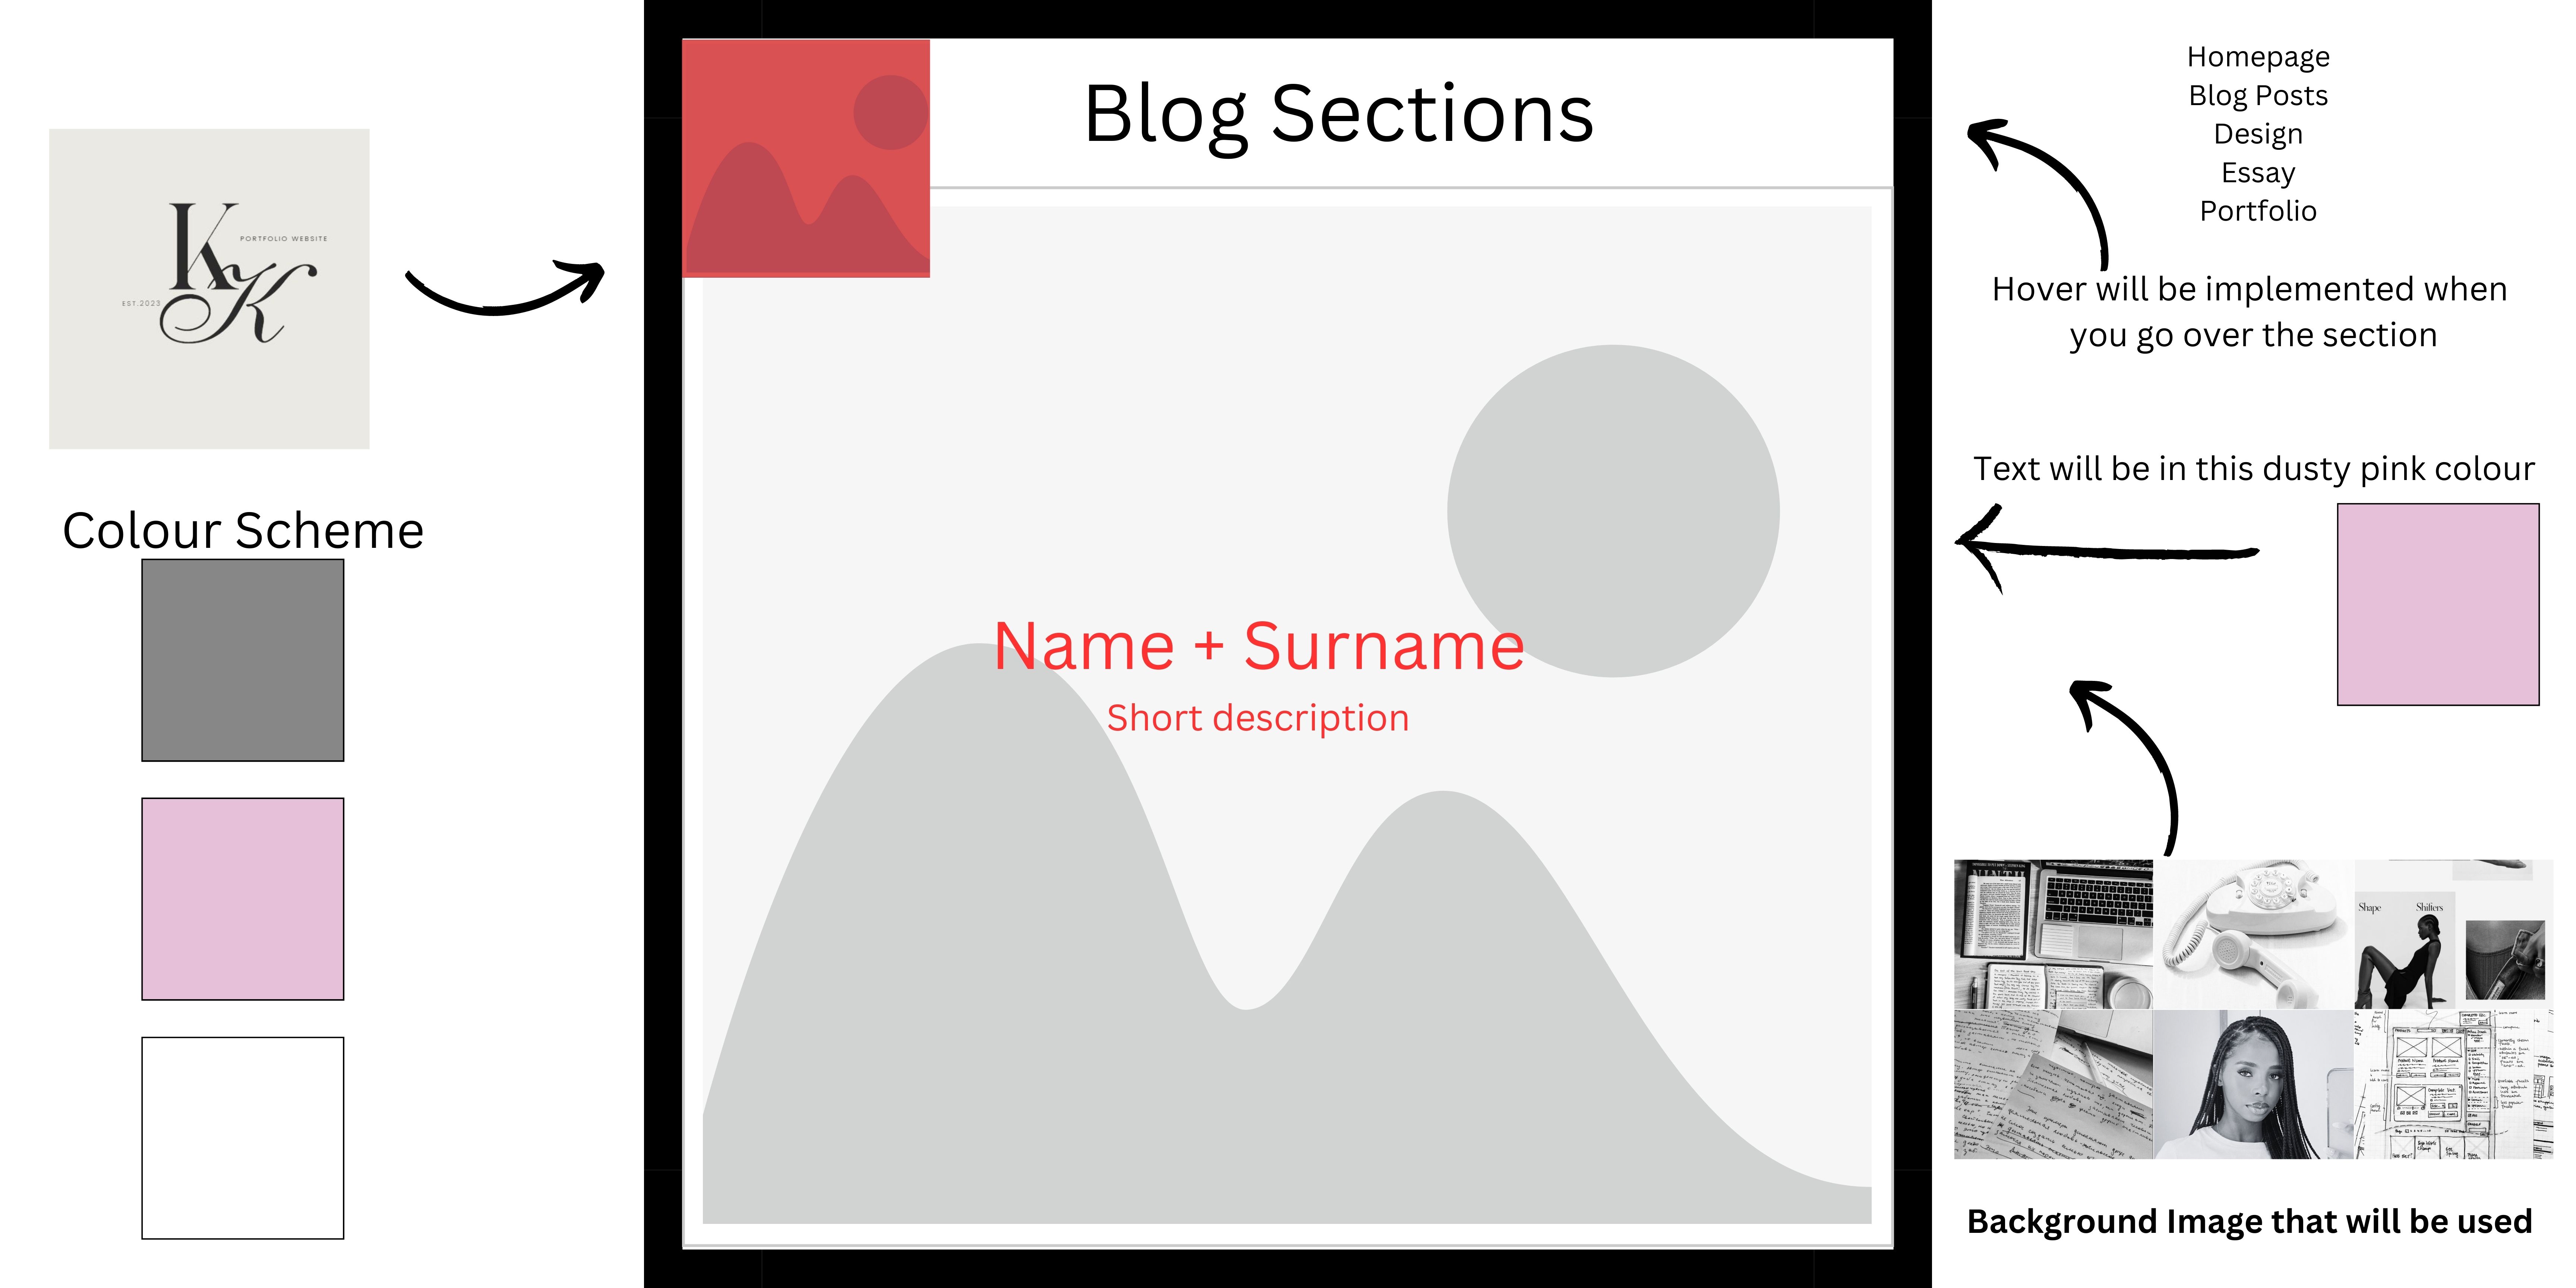 K
PORTFOLIO WEBSITE
EST.2023
K
Colour Scheme
Blog Sections
Name + Surname
Short description
Homepage
Blog Posts
Design
Essay
Portfolio
Hover will be implemented when
you go over the section
Text will be in this dusty pink colour
NINTH
Shape Shifters
Background Image that will be used